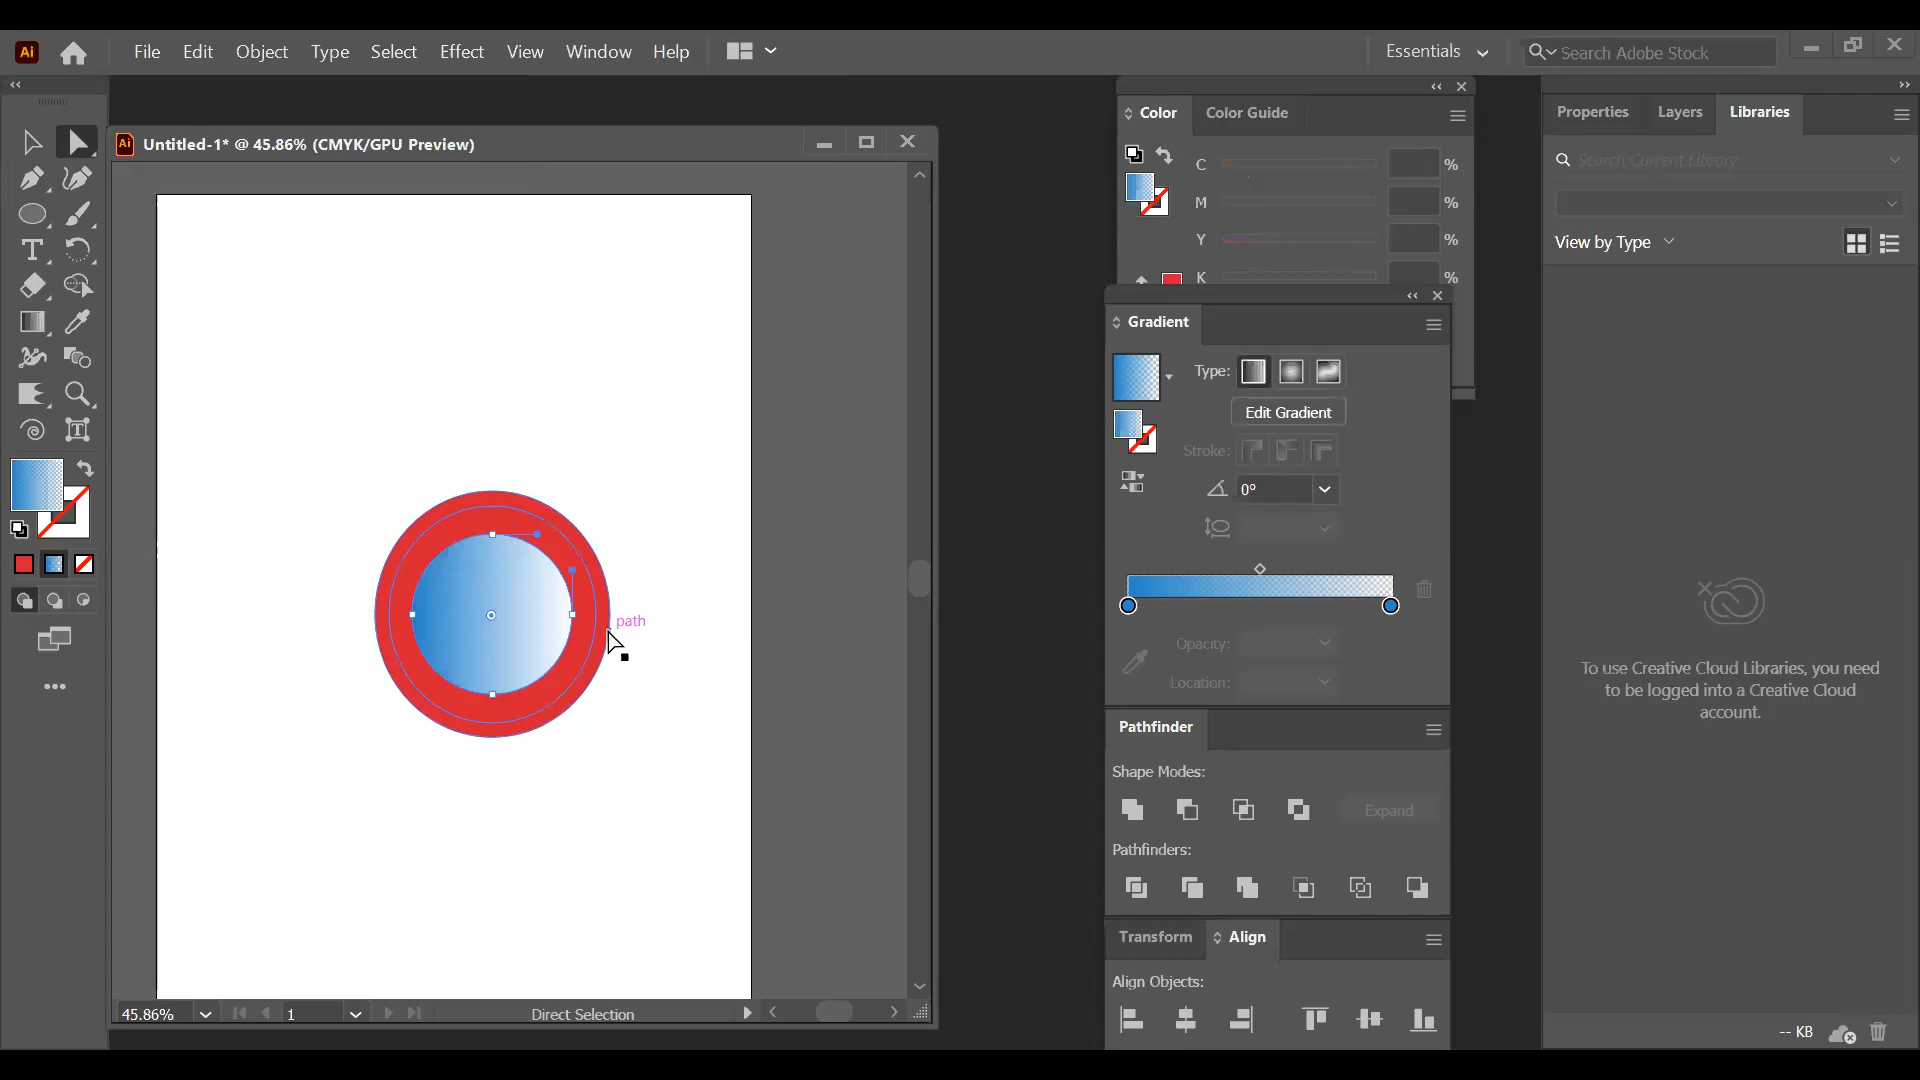 Ai File Edit Object Type Select Effect View Window Help Essentials Search Adobe Stock
Ai Untitled-1* @ 45.86% (CMYK/GPU Preview)
path
45.86% 1 Direct Selection
Color Color Guide
C %
M %
Y %
K %
Gradient
Type:
Edit Gradient
Stroke:
0°
Opacity:
Location:
Pathfinder
Shape Modes:
Expand
Pathfinders:
Transform Align
Align Objects:
Properties Layers Libraries
Search Current Library
View by Type
To use Creative Cloud Libraries, you need
to be logged into a Creative Cloud
account.
-- KB